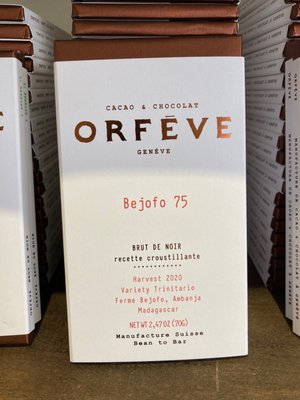 CACAO & CHOCOLAT
ORFĒVE
GENÈVE
Bejofo 75
BRUT DE NOIR
recette croustillante
Harvest 2020
Variety Trinitario
Ferme Bejofo, Ambanja
Madagascar
NET WT 2,47 OZ (70G)
Manufacture Suisse
Bean to Bar